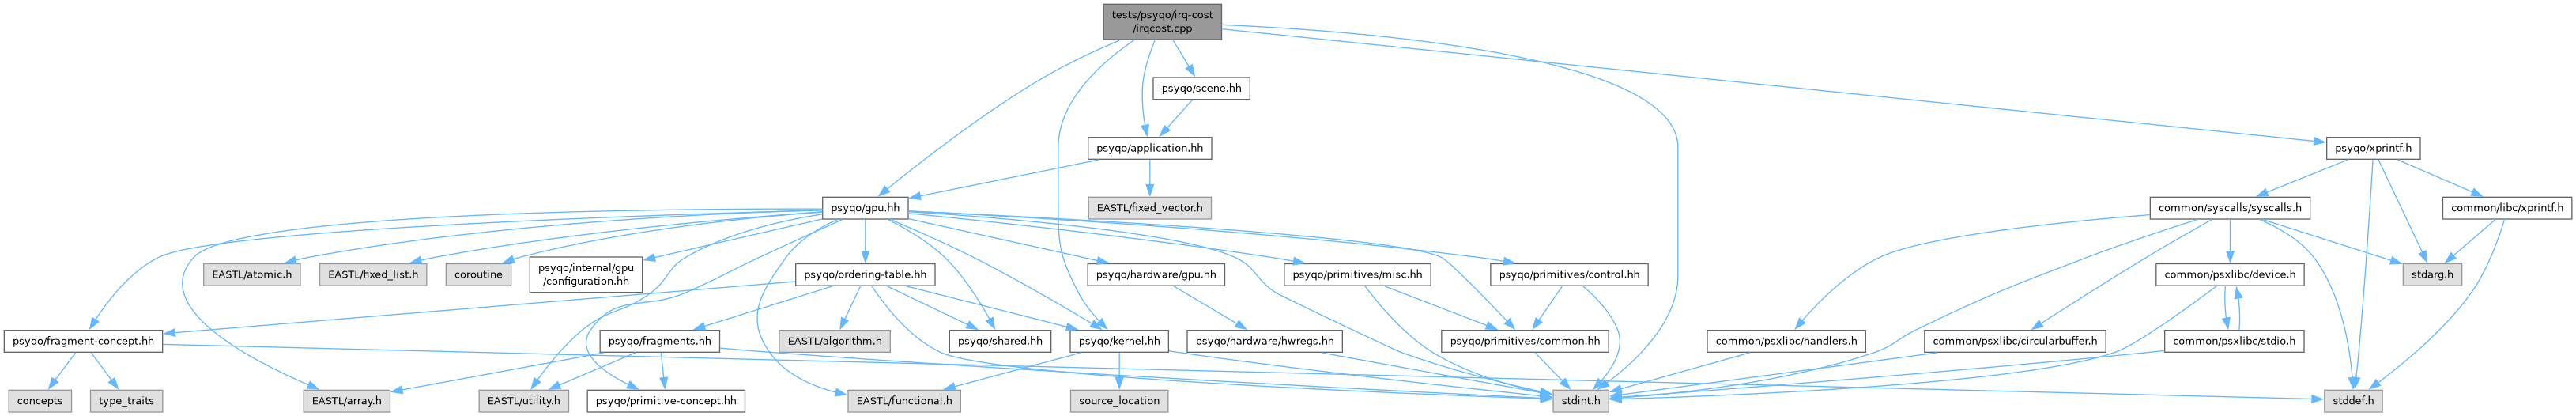 tests/psyqo/irq-cost
/irqcost.cpp
psyqo/scene.hh
psyqo/application.hh
psyqo/xprintf.h
psyqo/gpu.hh
EASTL/fixed_vector.h
common/syscalls/syscalls.h
common/libc/xprintf.h
EASTL/atomic.h
EASTL/fixed_list.h
coroutine
psyqo/internal/gpu
/configuration.hh
psyqo/ordering-table.hh
psyqo/hardware/gpu.hh
psyqo/primitives/misc.hh
psyqo/primitives/control.hh
common/psxlibc/device.h
stdarg.h
psyqo/fragment-concept.hh
psyqo/fragments.hh
EASTL/algorithm.h
psyqo/shared.hh
psyqo/kernel.hh
psyqo/hardware/hwregs.hh
psyqo/primitives/common.hh
common/psxlibc/handlers.h
common/psxlibc/circularbuffer.h
common/psxlibc/stdio.h
concepts
type_traits
EASTL/array.h
EASTL/utility.h
psyqo/primitive-concept.hh
EASTL/functional.h
source_location
stdint.h
stddef.h